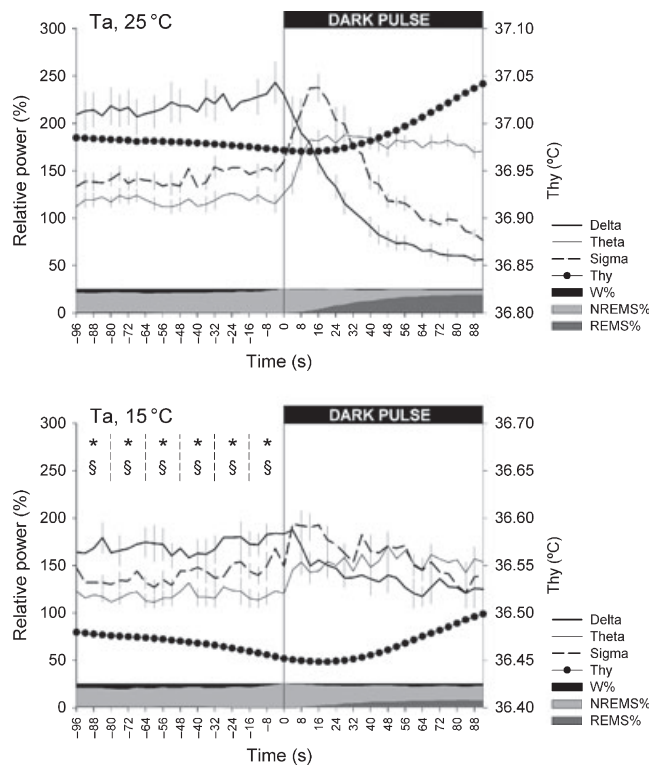 Ta, 25 °C
DARK PULSE
300
250
200
150
100
50
0
Relative power (%)
37.10
37.05
37.00
36.95
36.90
36.85
36.80
Thy (ºC)
-96 -88 -80 -72 -64 -56 -48 -40 -32 -24 -16 -8 0 8 16 24 32 40 48 56 64 72 80 88
Time (s)
Delta
Theta
Sigma
Thy
W%
NREMS%
REMS%
Ta, 15 °C
DARK PULSE
* * * * * *
§ § § § § §
300
250
200
150
100
50
0
Relative power (%)
36.70
36.65
36.60
36.55
36.50
36.45
36.40
Thy (ºC)
-96 -88 -80 -72 -64 -56 -48 -40 -32 -24 -16 -8 0 8 16 24 32 40 48 56 64 72 80 88
Time (s)
Delta
Theta
Sigma
Thy
W%
NREMS%
REMS%